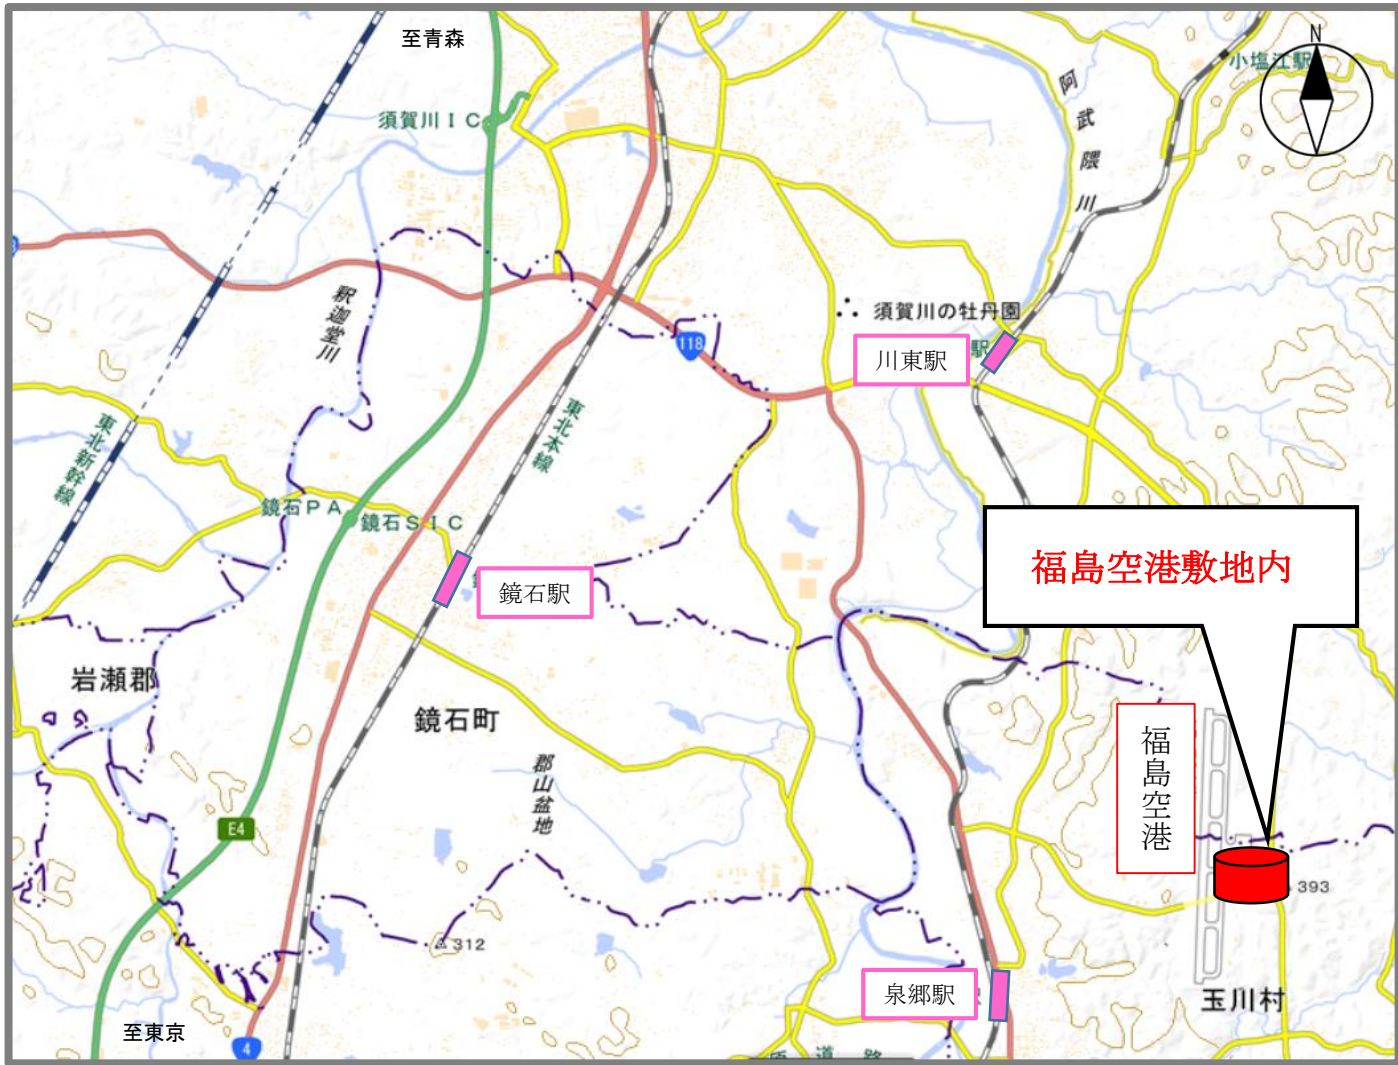 至青森
N
小塩江駅
須賀川IC
阿武隈川
釈迦堂川
須賀川の牡丹園
118
川東駅
駅
東北本線
東北新幹線
鏡石PA
鏡石SIC
福島空港敷地内
鏡石駅
岩瀬郡
鏡石町
福島空港
郡山盆地
E4
393
312
泉郷駅
玉川村
至東京
4